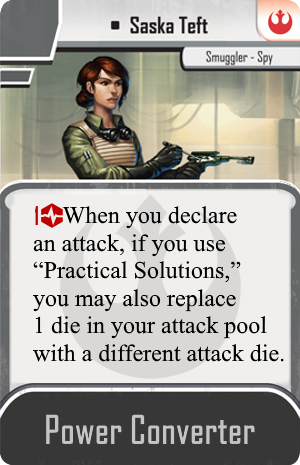 ▪ Saska Teft
Smuggler - Spy
1 When you declare
an attack, if you use
“Practical Solutions,”
you may also replace
1 die in your attack pool
with a different attack die.
Power Converter